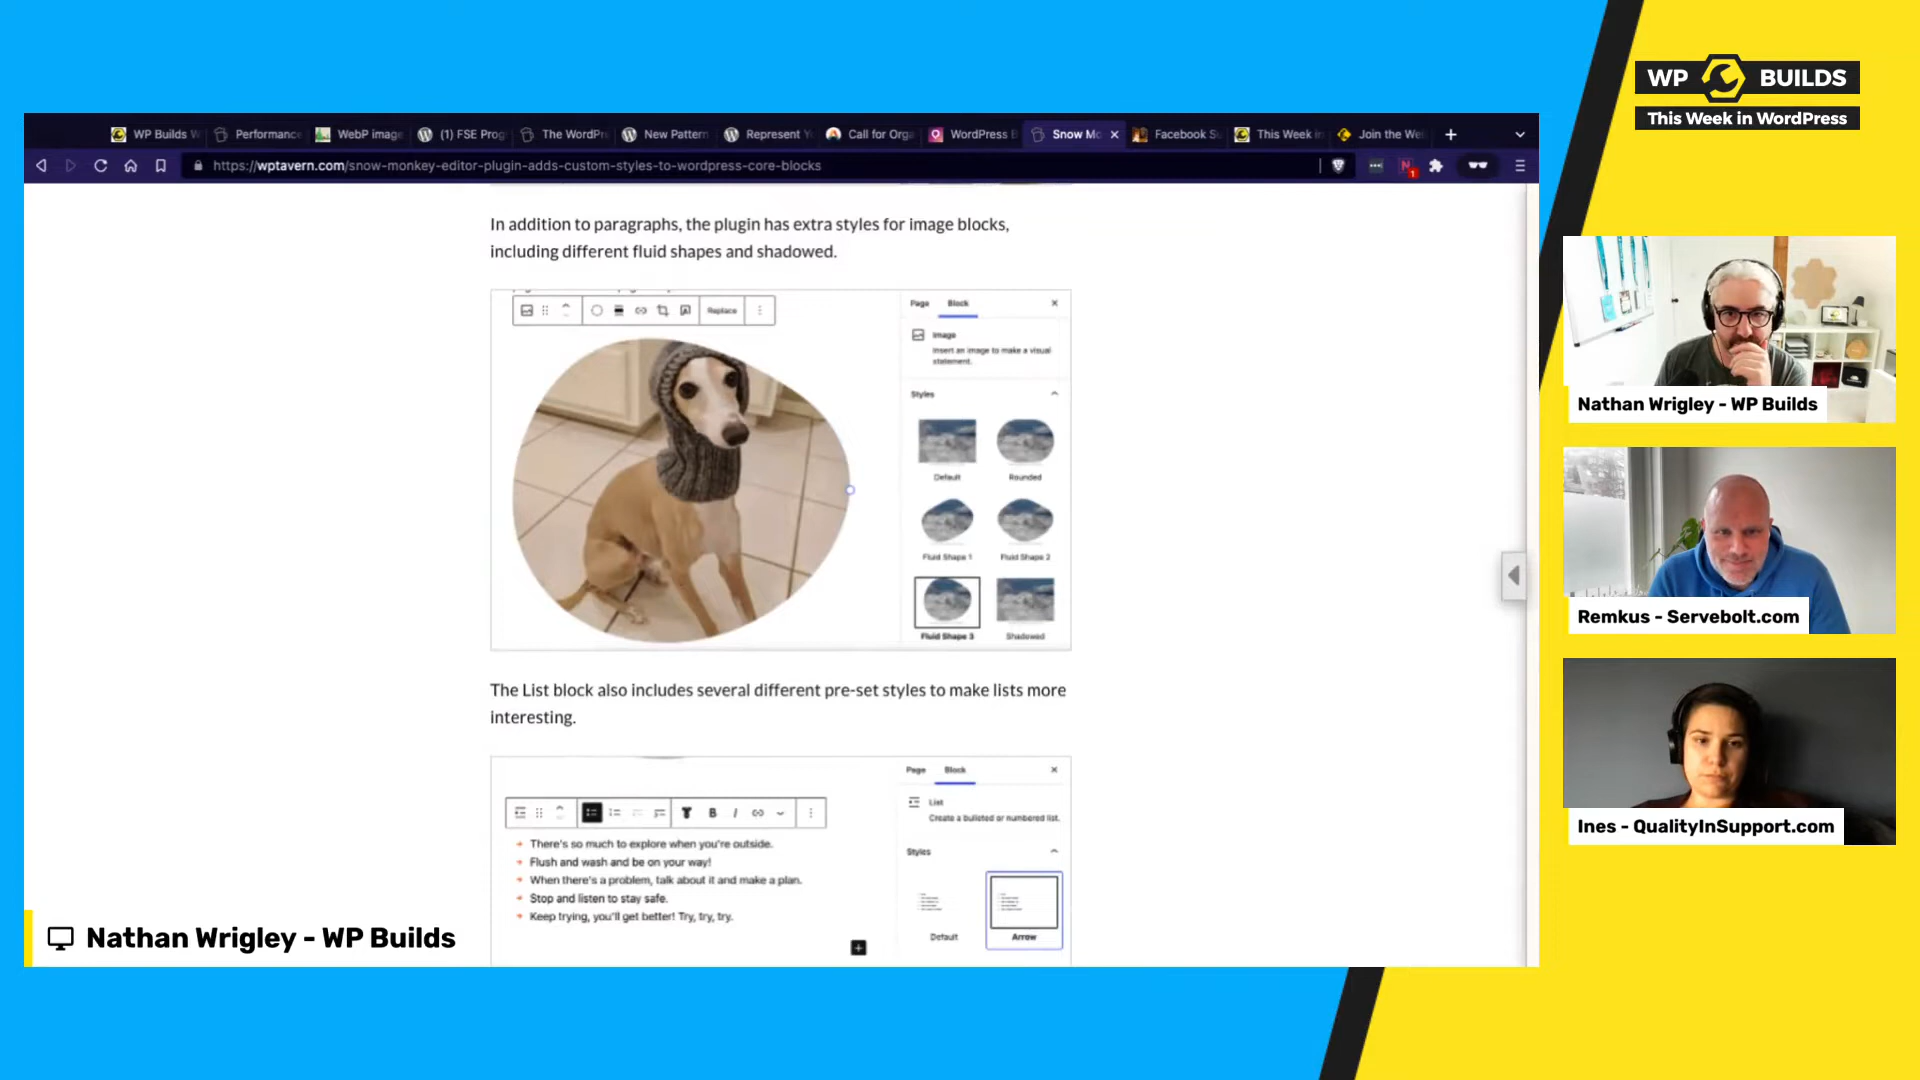 WP BUILDS
This Week in WordPress
WP Builds W
Performance
WebP image
(1) FSE Prog
The WordPr
New Pattern
Represent Y
Call for Orga
WordPress B
Snow Mo
Facebook Su
This Week in
Join the We
https://wptavern.com/snow-monkey-editor-plugin-adds-custom-styles-to-wordpress-core-blocks
1
In addition to paragraphs, the plugin has extra styles for image blocks,
including different fluid shapes and shadowed.
Replace
Page Block
Image
Insert an image to make a visual
statement.
Styles
Default Rounded
Fluid Shape 1 Fluid Shape 2
Fluid Shape 3 Shadowed
The List block also includes several different pre-set styles to make lists more
interesting.
Page Block
B I
List
Create a bulleted or numbered list.
Styles
Default Arrow
There's so much to explore when you're outside.
Flush and wash and be on your way!
When there's a problem, talk about it and make a plan.
Stop and listen to stay safe.
Keep trying, you'll get better! Try, try, try.
Nathan Wrigley - WP Builds
Nathan Wrigley - WP Builds
Remkus - Servebolt.com
Ines - QualityInSupport.com